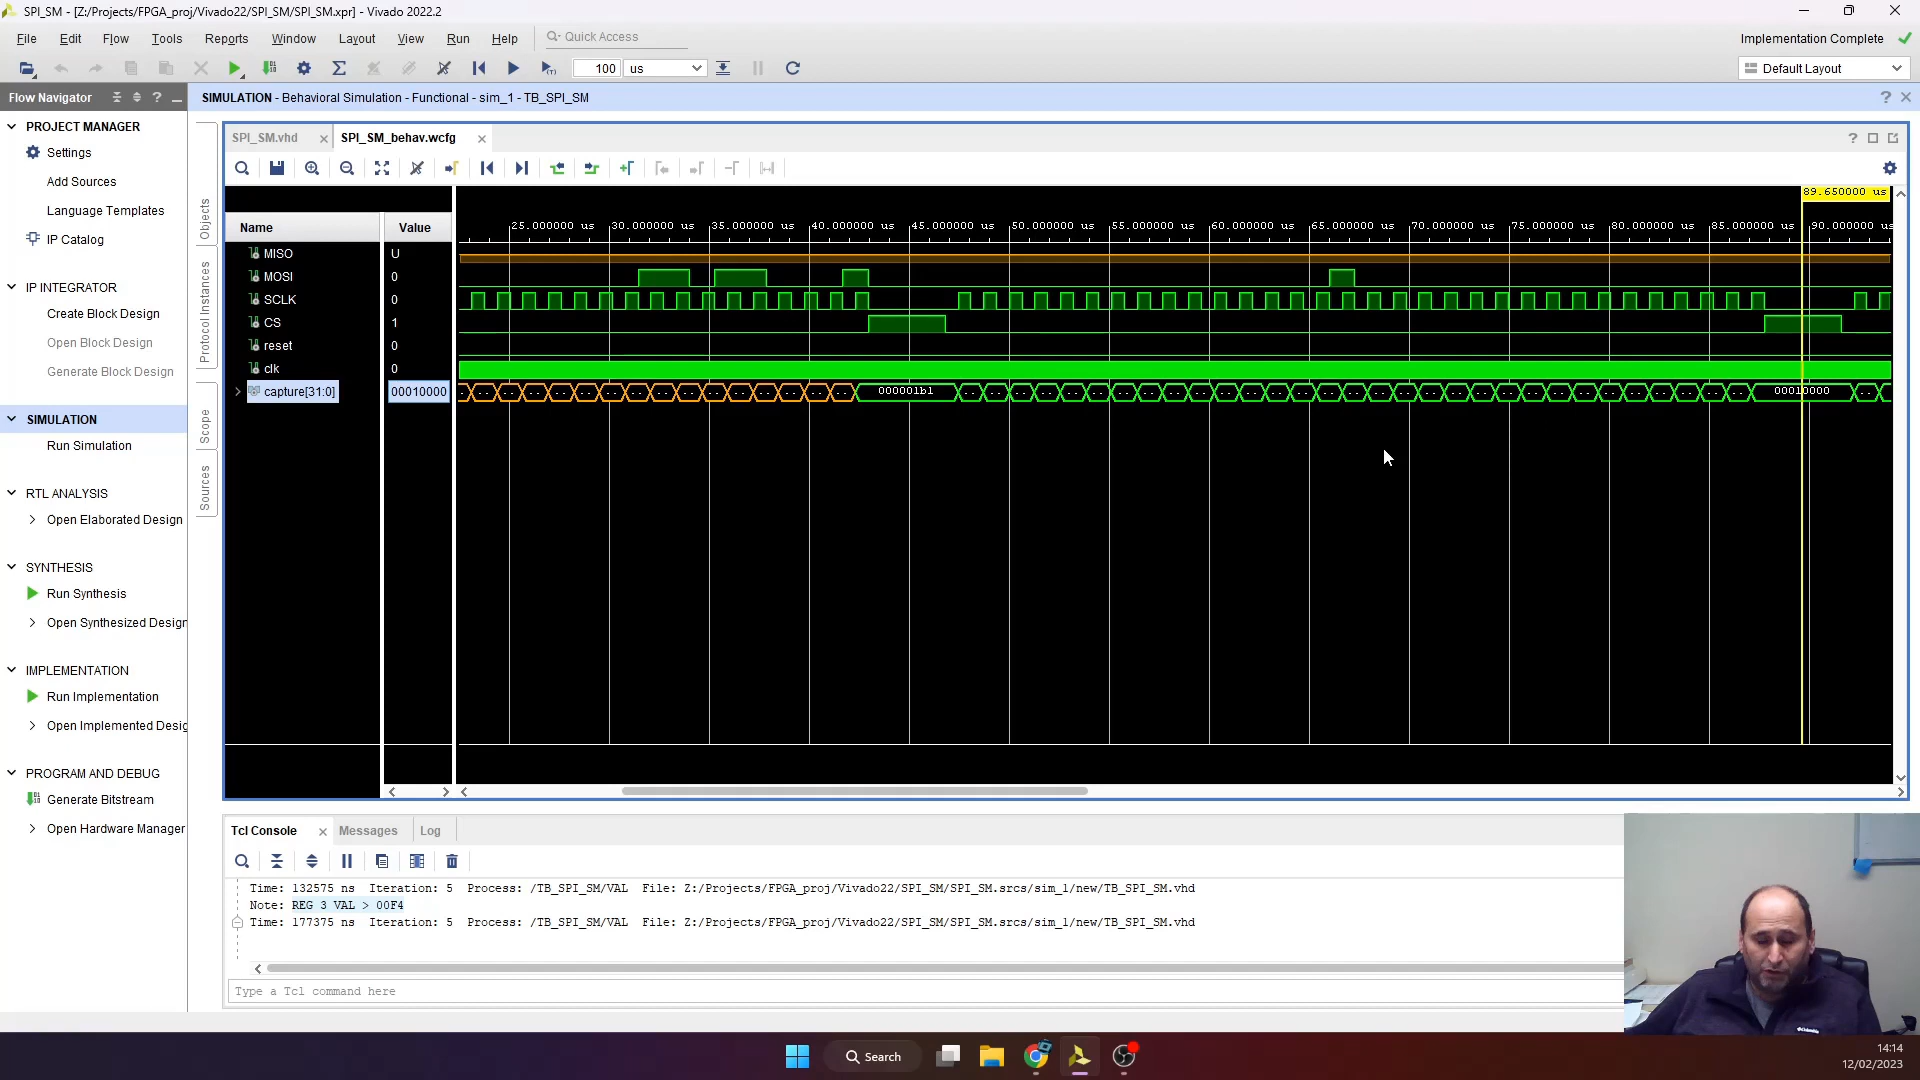 SPI_SM - [Z:/Projects/FPGA_proj/Vivado22/SPI_SM/SPI_SM.xpr] - Vivado 2022.2
File Edit Flow Tools Reports Window Layout View Run Help Quick Access
Implementation Complete
100 us
Default Layout
Flow Navigator
SIMULATION - Behavioral Simulation - Functional - sim_1 - TB_SPI_SM
PROJECT MANAGER
Settings
Add Sources
Language Templates
IP Catalog
IP INTEGRATOR
Create Block Design
Open Block Design
Generate Block Design
SIMULATION
Run Simulation
RTL ANALYSIS
Open Elaborated Design
SYNTHESIS
Run Synthesis
Open Synthesized Design
IMPLEMENTATION
Run Implementation
Open Implemented Desig
PROGRAM AND DEBUG
Generate Bitstream
Open Hardware Manager
Objects
Protocol Instances
Scope
Sources
SPI_SM.vhd
SPI_SM_behav.wcfg
89.650000 us
Name Value
25.000000 us 30.000000 us 35.000000 us 40.000000 us 45.000000 us 50.000000 us 55.000000 us 60.000000 us 65.000000 us 70.000000 us 75.000000 us 80.000000 us 85.000000 us 90.000000 us
MISO U
MOSI 0
SCLK 0
CS 1
reset 0
clk 0
capture[31:0] 00010000 000001b1 00010000
Tcl Console Messages Log
Time: 132575 ns Iteration: 5 Process: /TB_SPI_SM/VAL File: Z:/Projects/FPGA_proj/Vivado22/SPI_SM/SPI_SM.srcs/sim_1/new/TB_SPI_SM.vhd
Note: REG 3 VAL > 00F4
Time: 177375 ns Iteration: 5 Process: /TB_SPI_SM/VAL File: Z:/Projects/FPGA_proj/Vivado22/SPI_SM/SPI_SM.srcs/sim_1/new/TB_SPI_SM.vhd
Type a Tcl command here
Search
14:14
12/02/2023